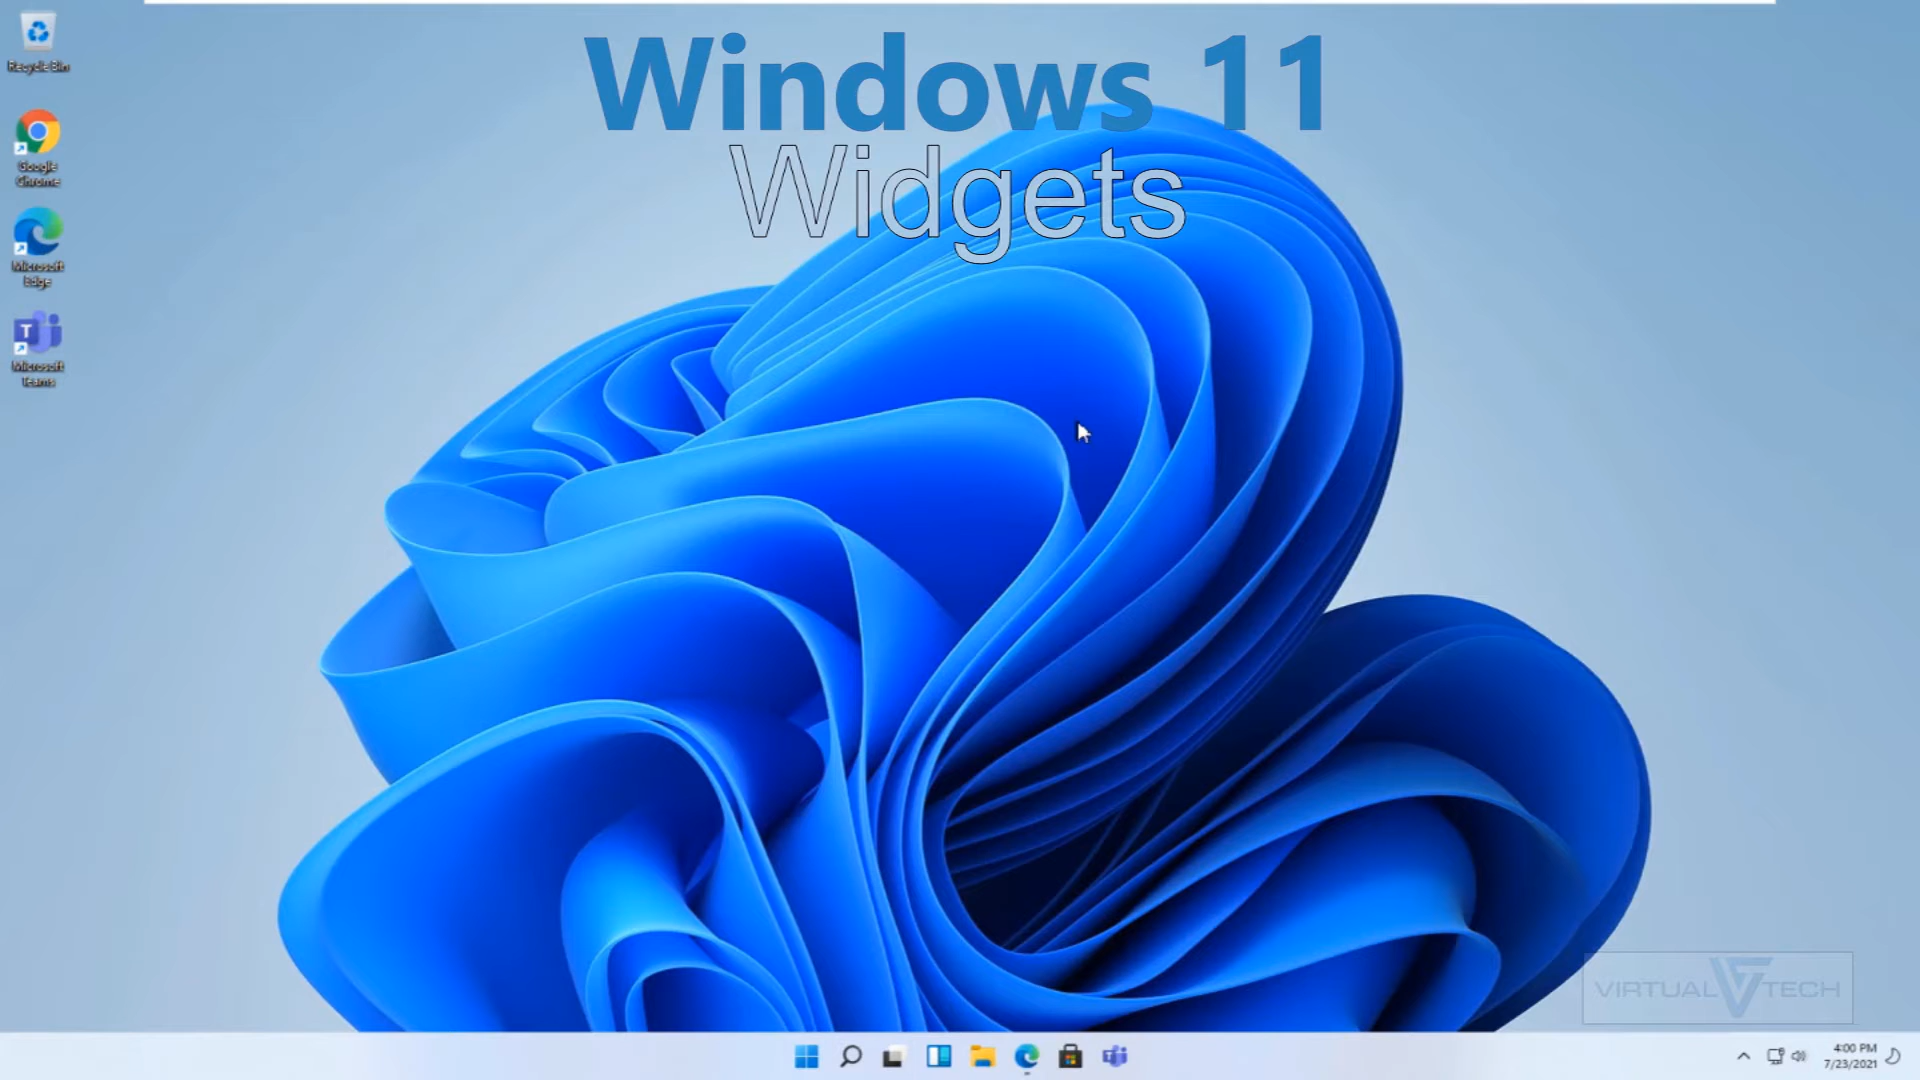 Windows 11
Widgets
Recycle Bin
Google
Chrome
Microsoft
Edge
Microsoft
Teams
VIRTUAL TECH
4:00 PM
7/23/2021